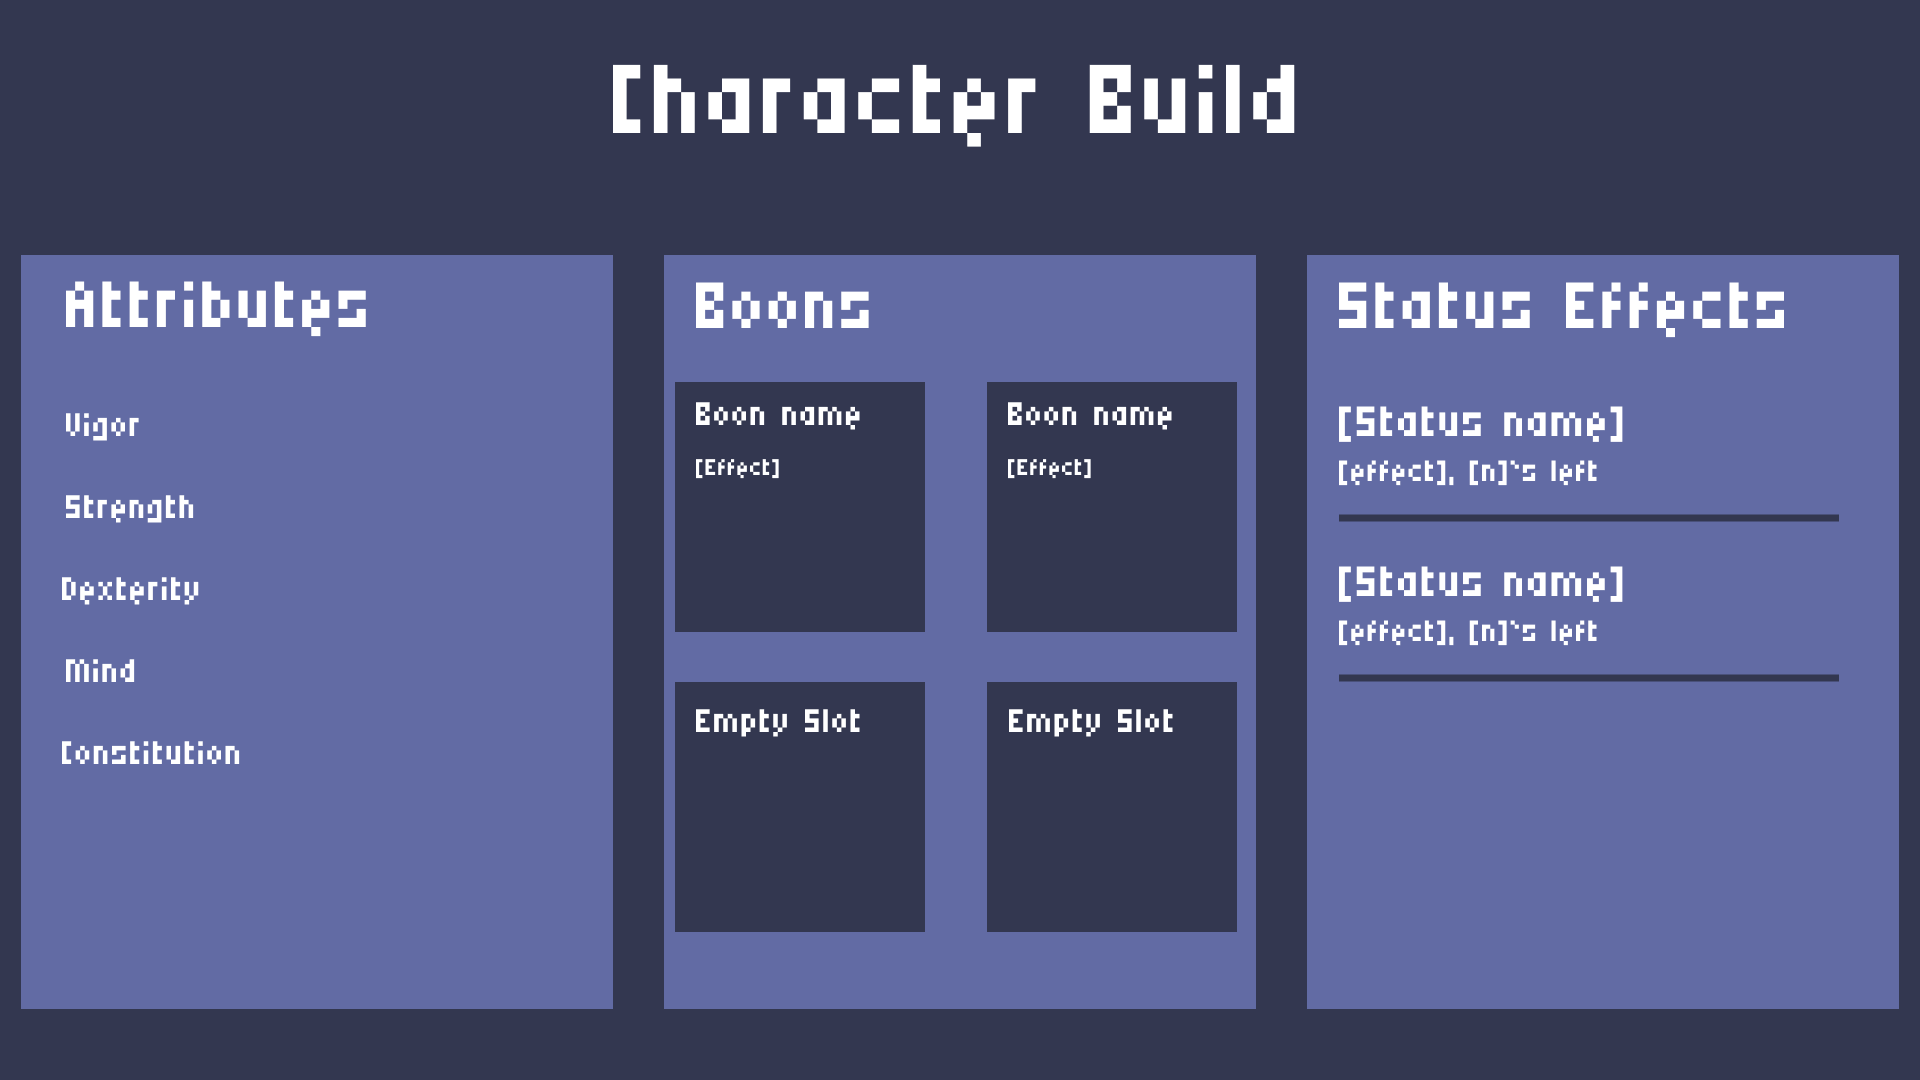 Character Build
Attributes
Vigor
Strength
Dexterity
Mind
Constitution
Boons
Boon name
[Effect]
Boon name
[Effect]
Empty Slot
Empty Slot
Status Effects
[Status name]
[effect], [n]`s left
[Status name]
[effect], [n]`s left